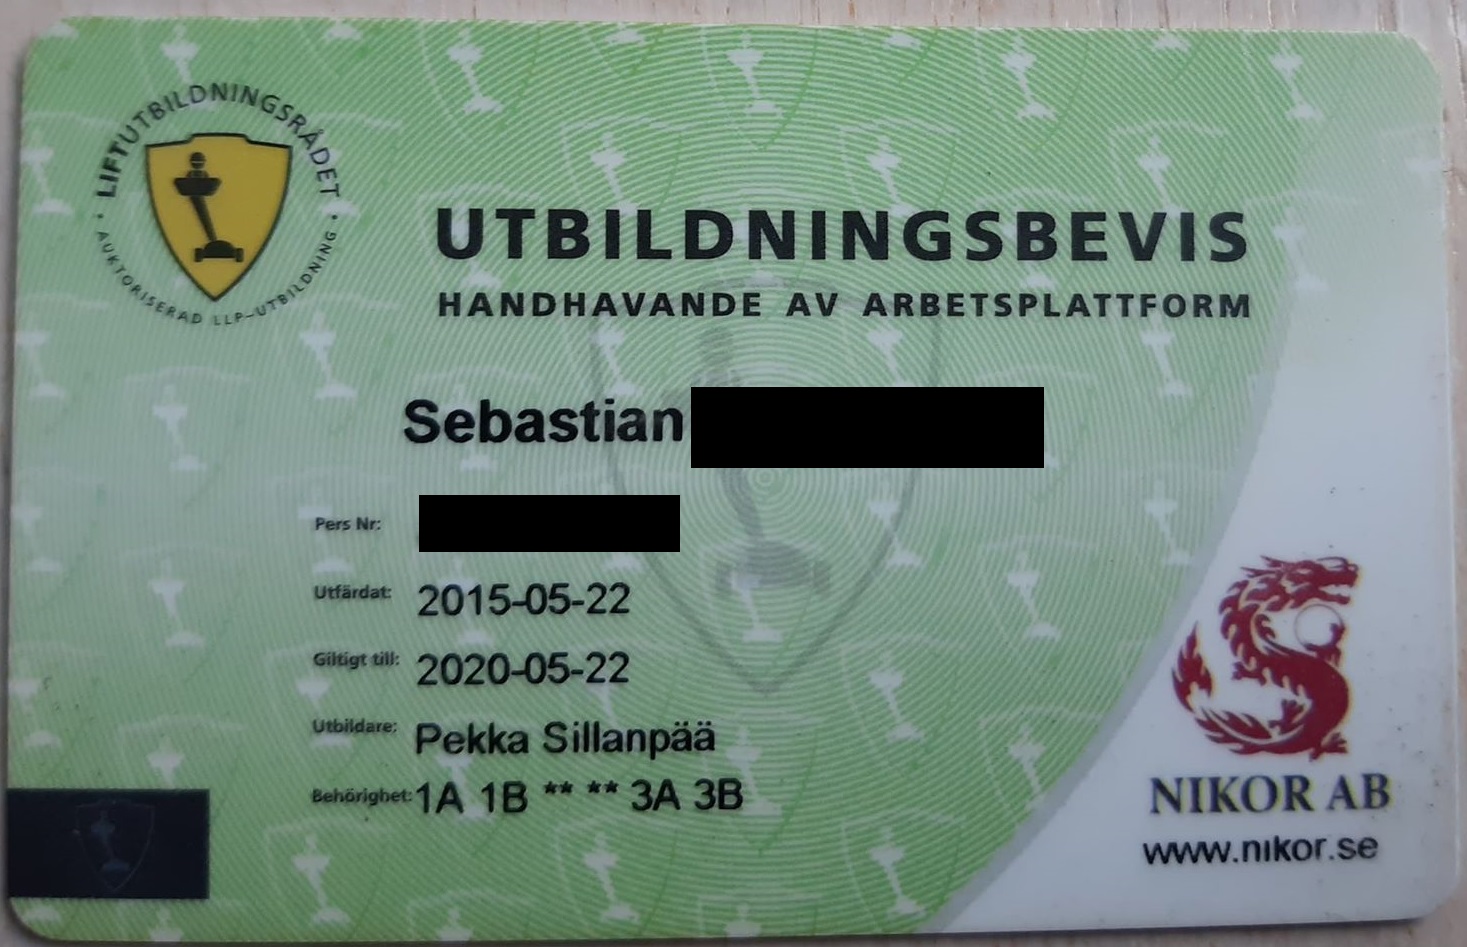 LIFTUTBILDNINGSRÅDET
AUKTORISERAD LLP-UTBILDNING
UTBILDNINGSBEVIS
HANDHAVANDE AV ARBETSPLATTFORM
Sebastian
Pers Nr:
Utfärdat: 2015-05-22
Giltigt till: 2020-05-22
Utbildare: Pekka Sillanpää
Behörighet: 1A 1B ** ** 3A 3B
NIKOR AB
www.nikor.se